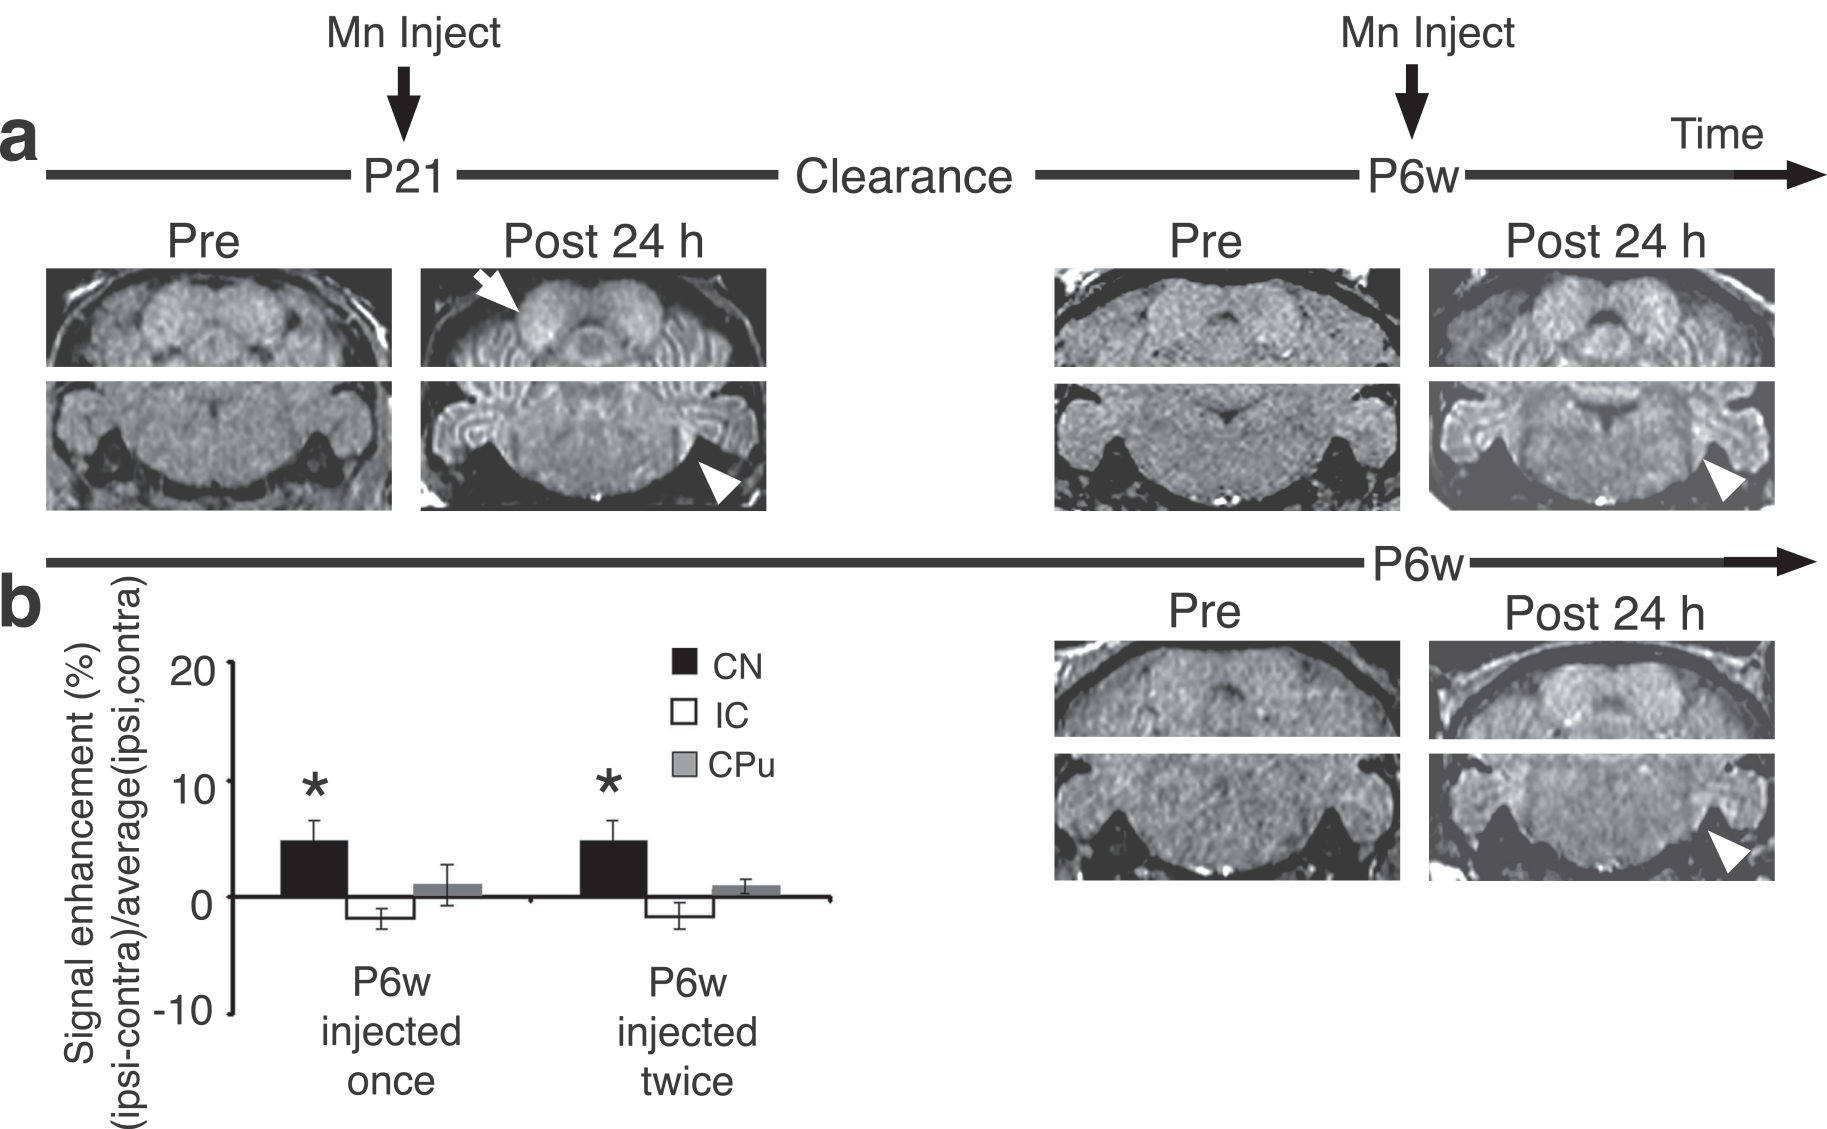 Mn Inject
Mn Inject
a
Time
P21
Clearance
P6w
Pre
Post 24 h
Pre
Post 24 h
P6w
b
Pre
Post 24 h
Signal enhancement (%)
(ipsi-contra)/average(ipsi,contra)
20
10
0
-10
CN
IC
CPu
*
*
P6w
injected
once
P6w
injected
twice